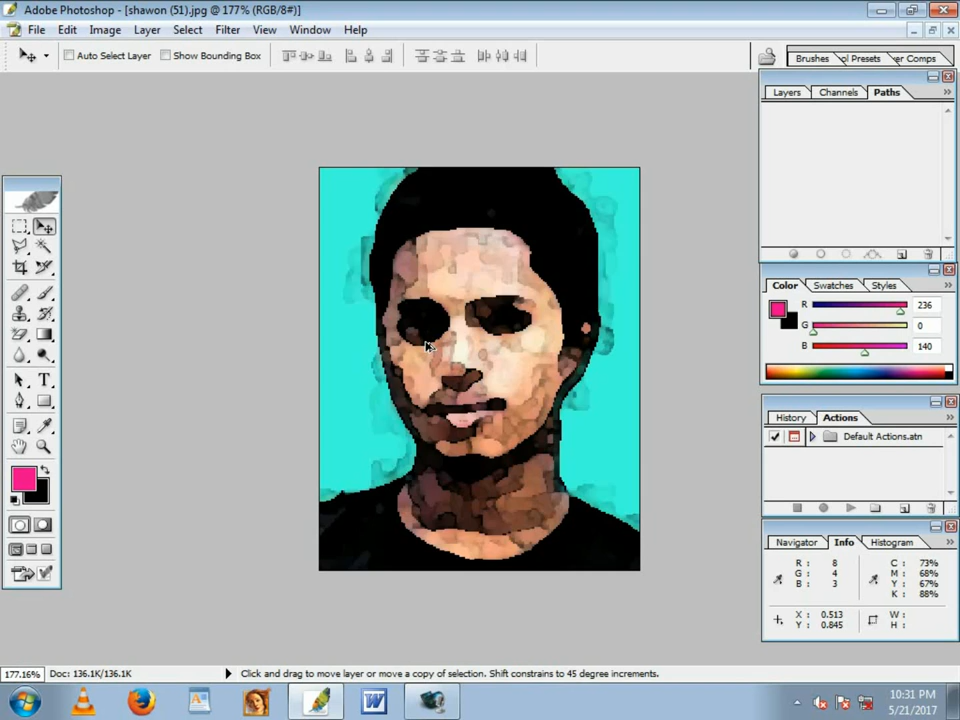 Adobe Photoshop - [shawon (51).jpg @ 177% (RGB/8#)]
File Edit Image Layer Select Filter View Window Help
Auto Select Layer Show Bounding Box
Brushes ol Presets er Comps
Layers Channels Paths
Color Swatches Styles
R 236
G 0
B 140
History Actions
Default Actions.atn
Navigator Info Histogram
R : 8 C : 73%
G : 4 M : 68%
B : 3 Y : 67%
K : 88%
X : 0.513 W :
Y : 0.845 H :
177.16% Doc: 136.1K/136.1K Click and drag to move layer or move a copy of selection. Shift constrains to 45 degree increments.
10:31 PM
5/21/2017